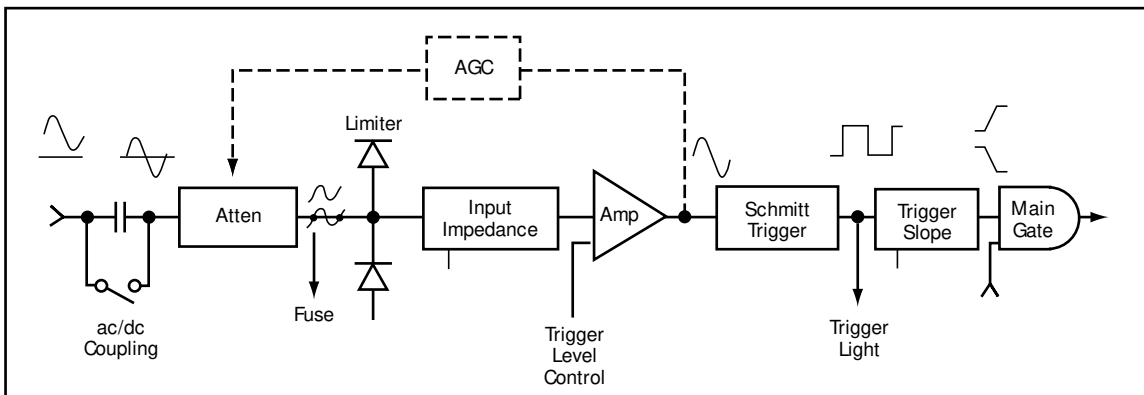 AGC
Limiter
Atten
Input
Impedance
Amp
Schmitt
Trigger
Trigger
Slope
Main
Gate
Fuse
ac/dc
Coupling
Trigger
Level
Control
Trigger
Light